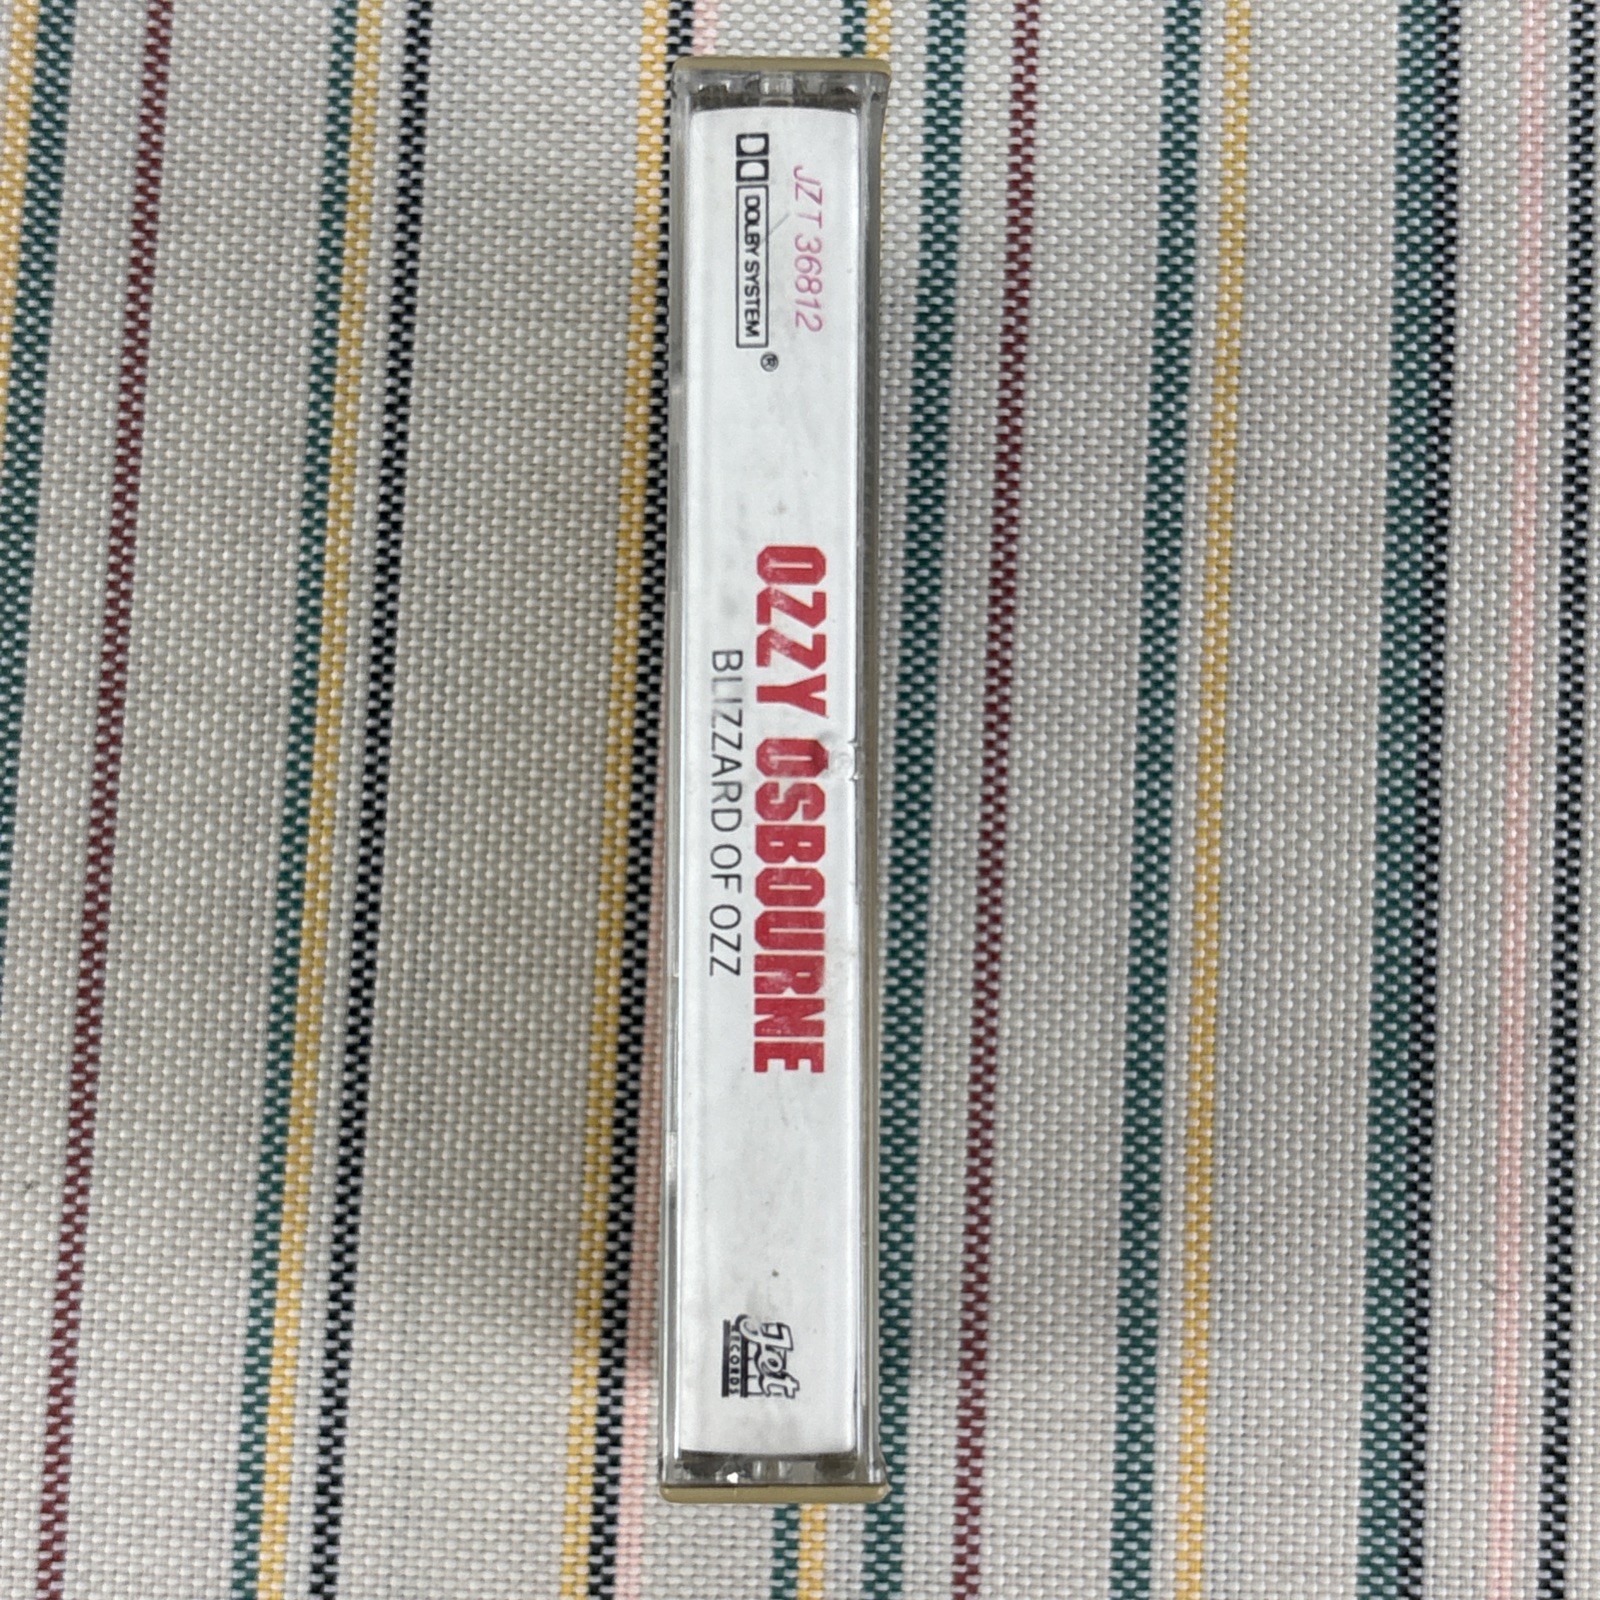 JZT 36812
DOLBY SYSTEM ®
OZZY OSBOURNE
BLIZZARD OF OZZ
Jet
RECORDS